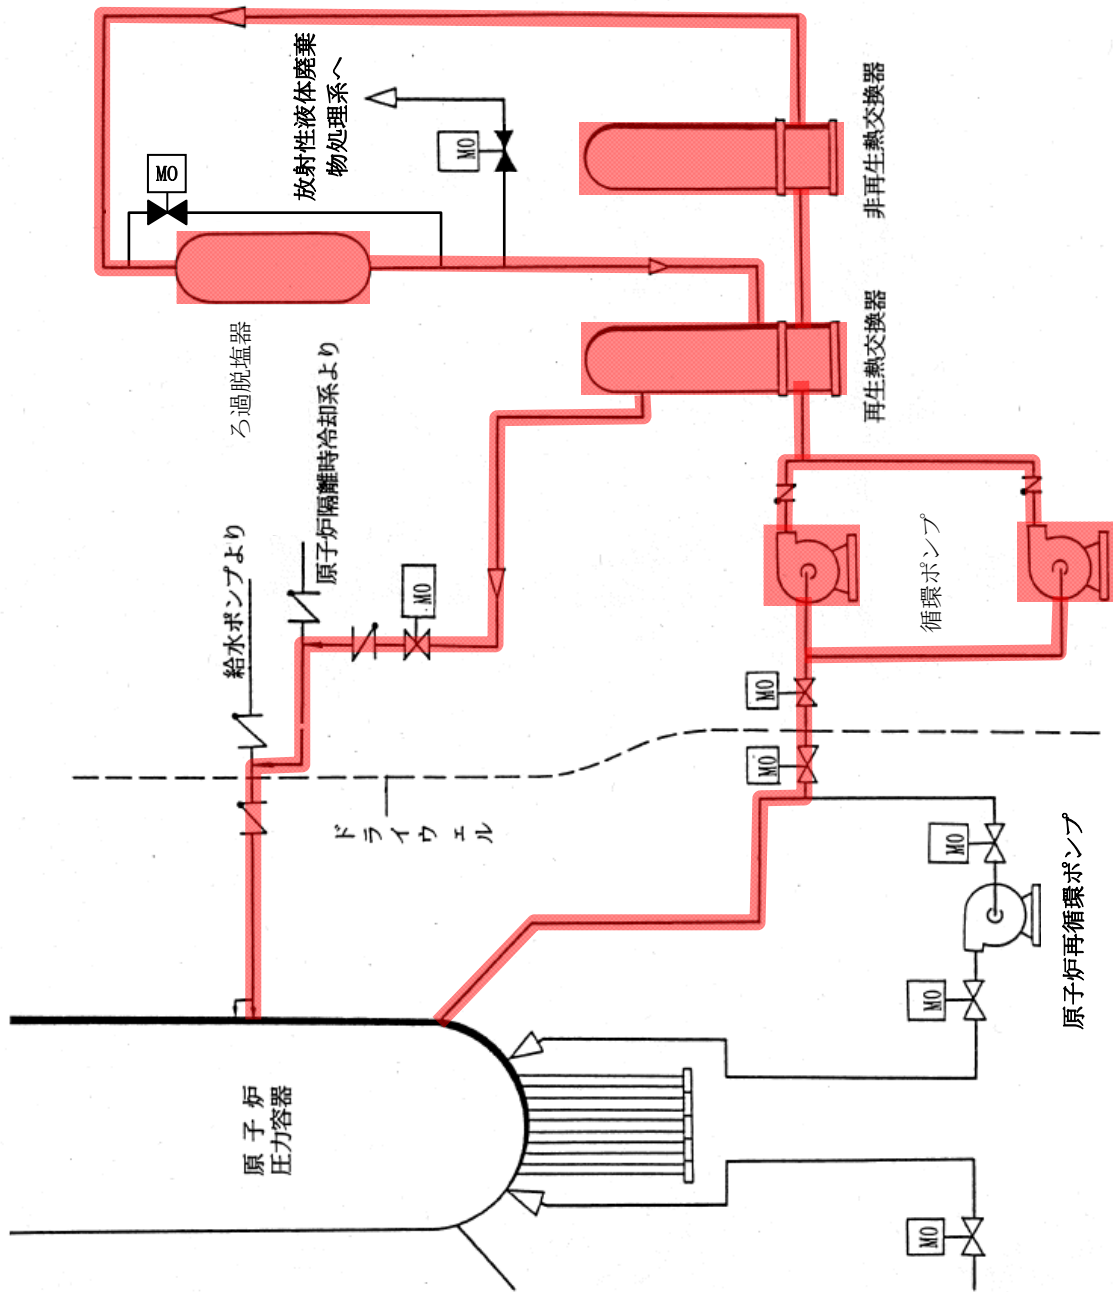 放射性液体廃棄
物処理系へ
MO
MO
非再生熱交換器
ろ過脱塩器
原子炉隔離時冷却系より
再生熱交換器
給水ポンプより
MO
循環ポンプ
MO
MO
ドライウェル
MO
原子炉再循環ポンプ
MO
原子炉
圧力容器
MO